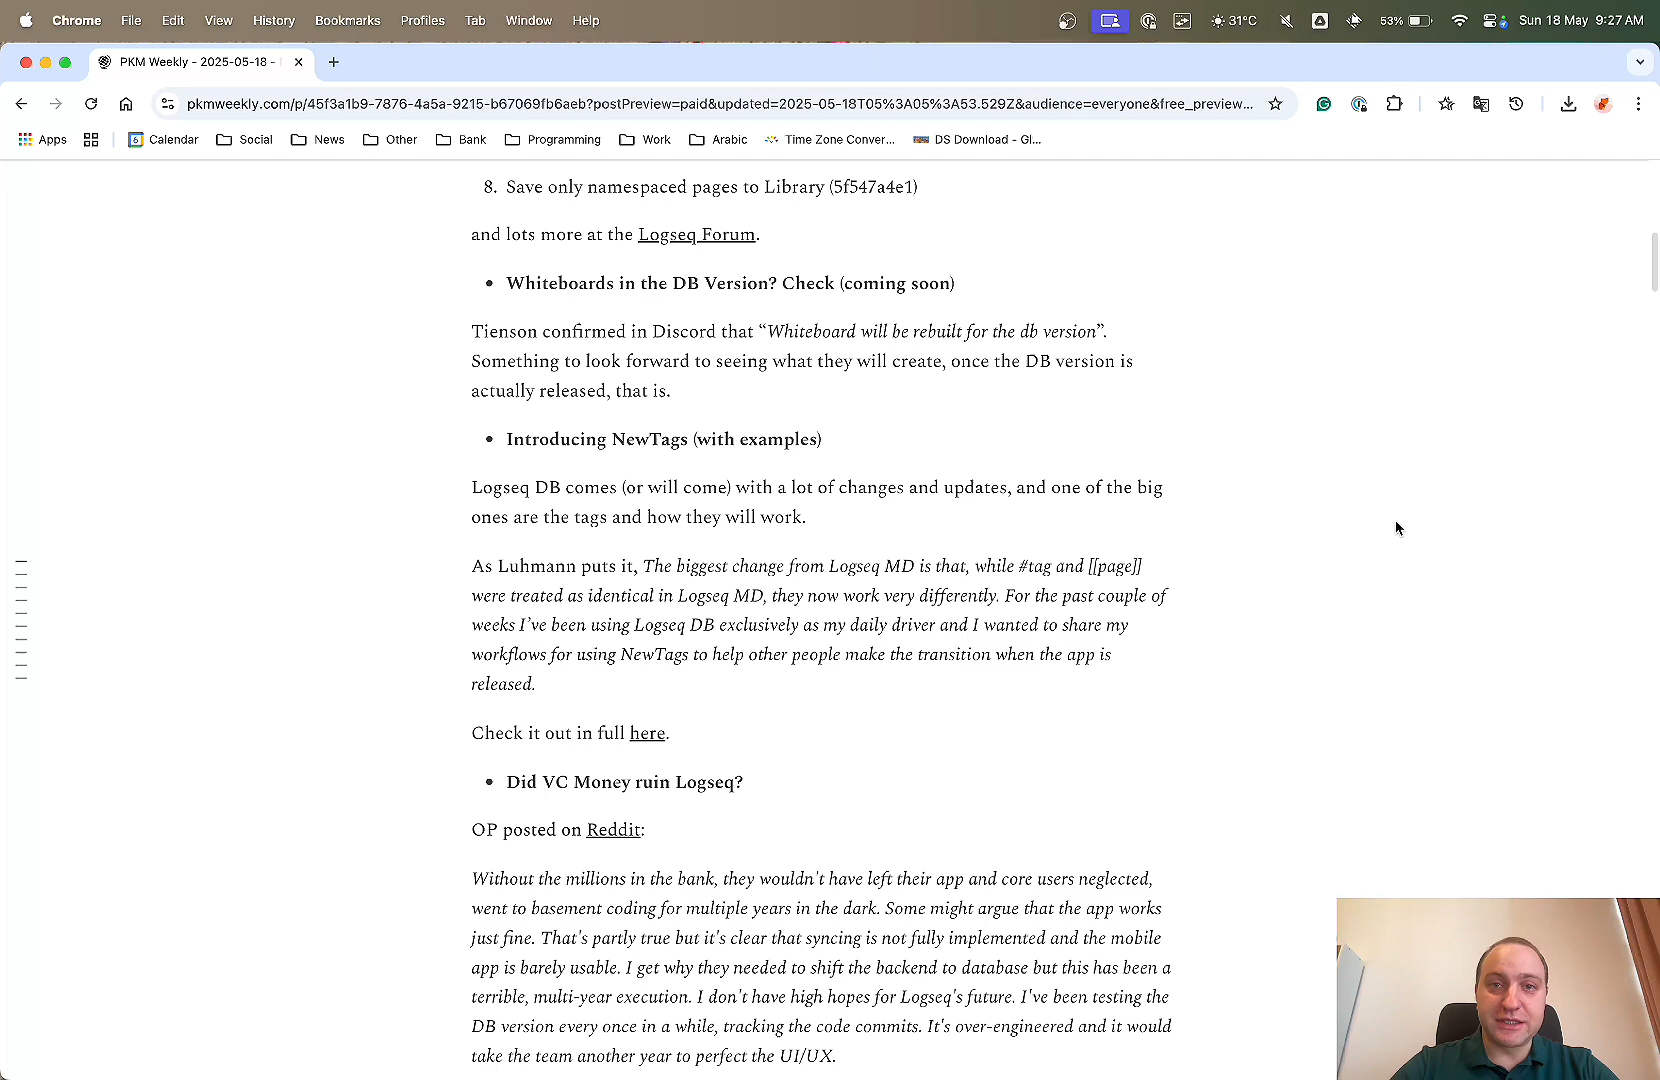 Chrome File Edit View History Bookmarks Profiles Tab Window Help 31°C 53% Sun 18 May 9:27 AM
PKM Weekly - 2025-05-18 -
pkmweekly.com/p/45f3a1b9-7876-4a5a-9215-b67069fb6aeb?postPreview=paid&updated=2025-05-18T05%3A05%3A53.529Z&audience=everyone&free_preview...
Apps 6 Calendar Social News Other Bank Programming Work Arabic Time Zone Conver... DS Download - Gl...
8. Save only namespaced pages to Library (5f547a4e1)
and lots more at the Logseq Forum.
• Whiteboards in the DB Version? Check (coming soon)
Tienson confirmed in Discord that “Whiteboard will be rebuilt for the db version”.
Something to look forward to seeing what they will create, once the DB version is
actually released, that is.
• Introducing NewTags (with examples)
Logseq DB comes (or will come) with a lot of changes and updates, and one of the big
ones are the tags and how they will work.
As Luhmann puts it, The biggest change from Logseq MD is that, while #tag and [[page]]
were treated as identical in Logseq MD, they now work very differently. For the past couple of
weeks I’ve been using Logseq DB exclusively as my daily driver and I wanted to share my
workflows for using NewTags to help other people make the transition when the app is
released.
Check it out in full here.
• Did VC Money ruin Logseq?
OP posted on Reddit:
Without the millions in the bank, they wouldn't have left their app and core users neglected,
went to basement coding for multiple years in the dark. Some might argue that the app works
just fine. That's partly true but it's clear that syncing is not fully implemented and the mobile
app is barely usable. I get why they needed to shift the backend to database but this has been a
terrible, multi-year execution. I don't have high hopes for Logseq's future. I've been testing the
DB version every once in a while, tracking the code commits. It's over-engineered and it would
take the team another year to perfect the UI/UX.